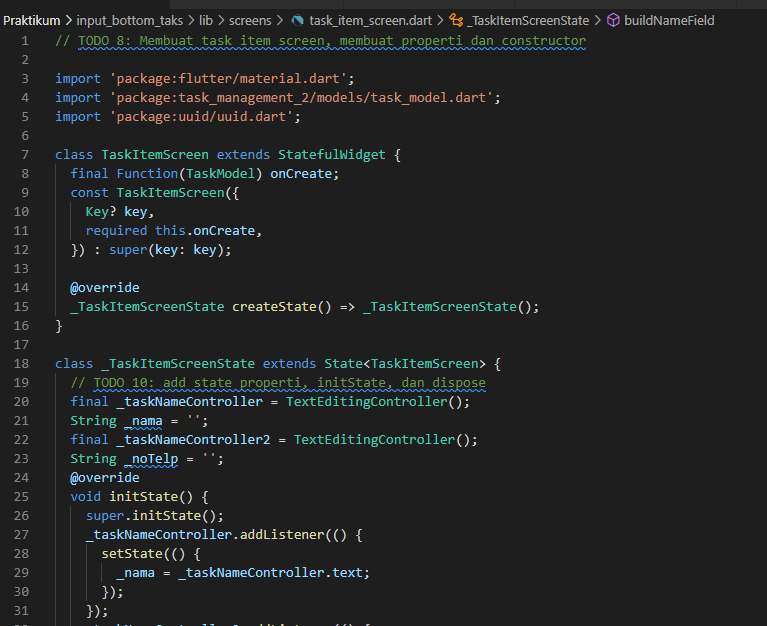 Praktikum > input_bottom_taks > lib > screens > task_item_screen.dart > _TaskItemScreenState > buildNameField
1 // TODO 8: Membuat task item screen, membuat properti dan constructor
2
3 import 'package:flutter/material.dart';
4 import 'package:task_management_2/models/task_model.dart';
5 import 'package:uuid/uuid.dart';
6
7 class TaskItemScreen extends StatefulWidget {
8 final Function(TaskModel) onCreate;
9 const TaskItemScreen({
10 Key? key,
11 required this.onCreate,
12 }) : super(key: key);
13
14 @override
15 _TaskItemScreenState createState() => _TaskItemScreenState();
16 }
17
18 class _TaskItemScreenState extends State<TaskItemScreen> {
19 // TODO 10: add state properti, initState, dan dispose
20 final _taskNameController = TextEditingController();
21 String _nama = '';
22 final _taskNameController2 = TextEditingController();
23 String _noTelp = '';
24 @override
25 void initState() {
26 super.initState();
27 _taskNameController.addListener(() {
28 setState(() {
29 _nama = _taskNameController.text;
30 });
31 });